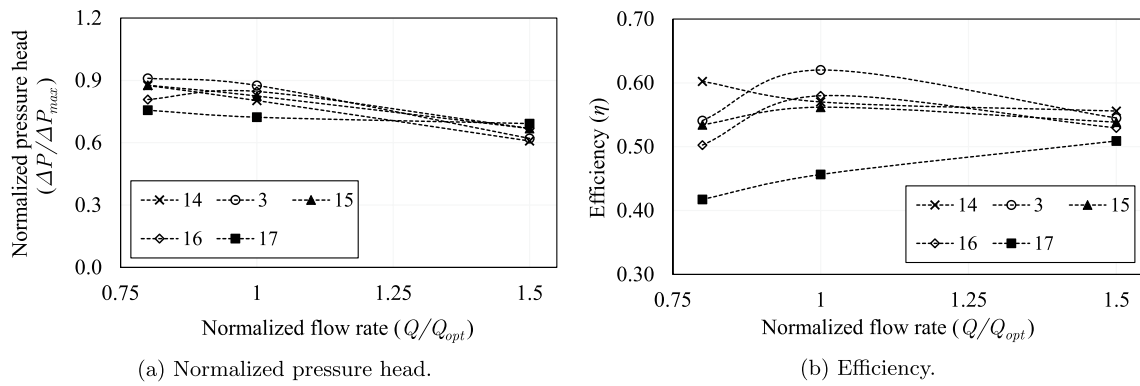 Normalized pressure head
(ΔP/ΔP_max)
1.2
0.9
0.6
0.3
0.0
14 3 15
16 17
0.75 1 1.25 1.5
Normalized flow rate (Q/Q_opt)
(a) Normalized pressure head.
Efficiency (η)
0.70
0.60
0.50
0.40
0.30
14 3 15
16 17
0.75 1 1.25 1.5
Normalized flow rate (Q/Q_opt)
(b) Efficiency.